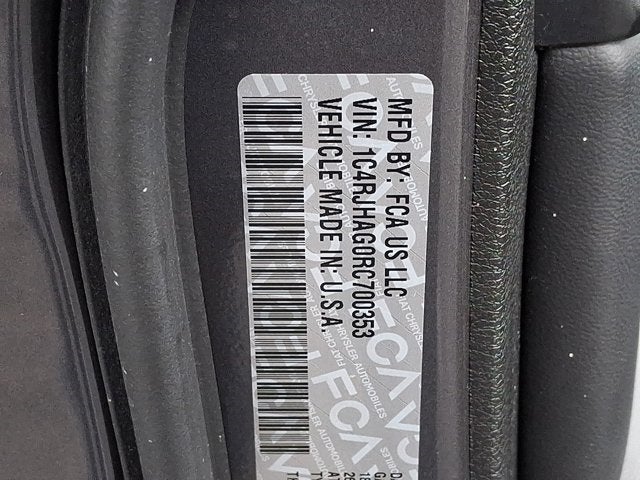 MFD BY: FCA US LLC
VIN: 1C4RJHAG0RC700353
VEHICLE MADE IN: U.S.A.